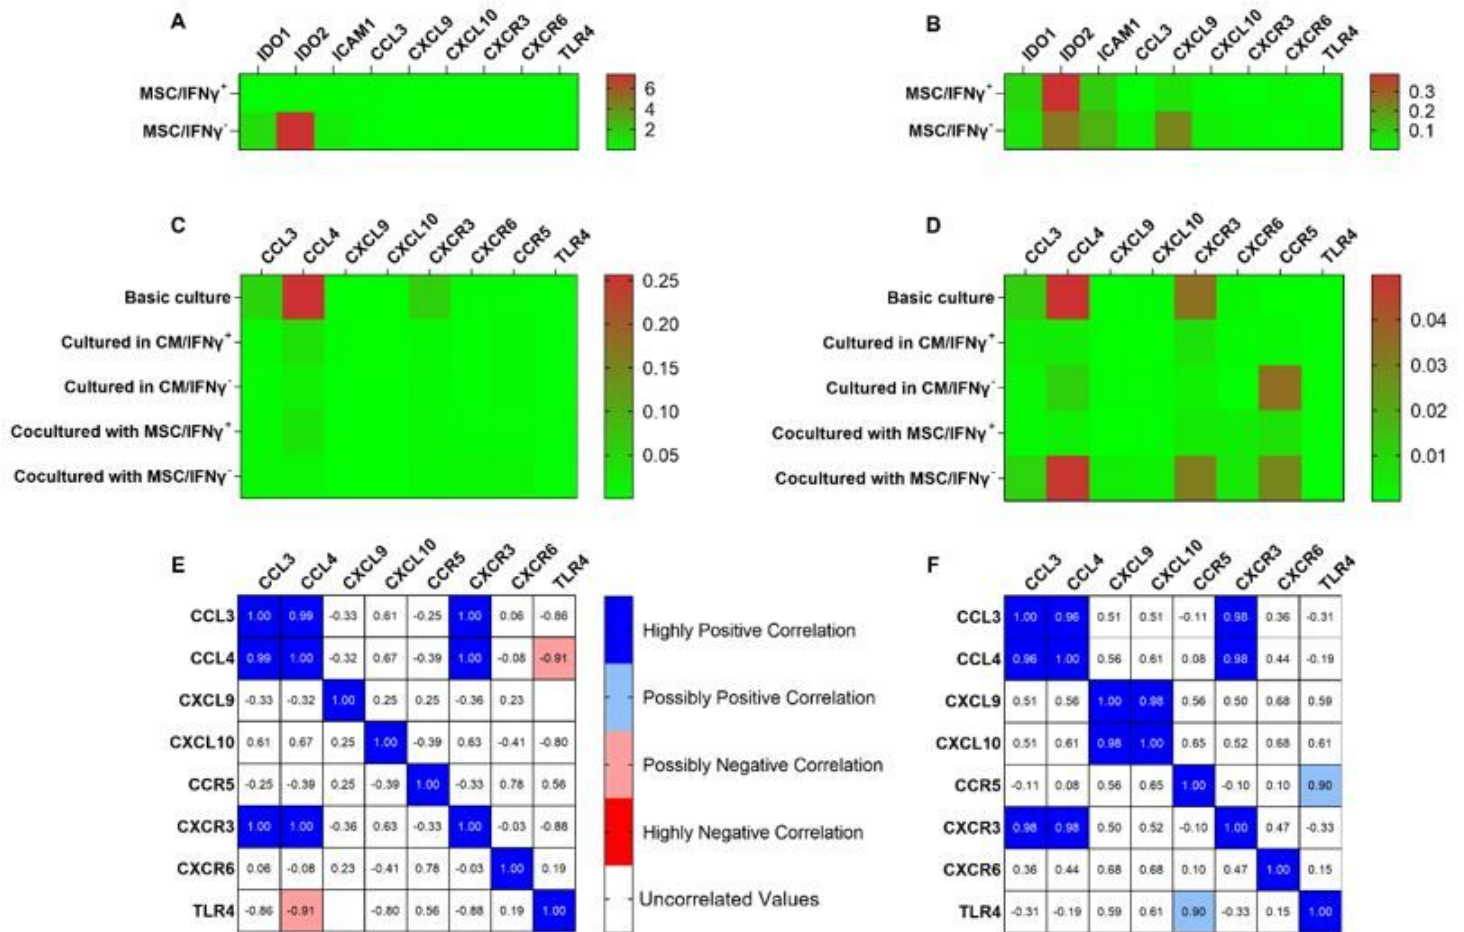 A
IDO1 IDO2 ICAM1 CCL3 CXCL9 CXCL10 CXCR3 CXCR6 TLR4
MSC/IFNγ+
MSC/IFNγ-
6
4
2
B
IDO1 IDO2 ICAM1 CCL3 CXCL9 CXCL10 CXCR3 CXCR6 TLR4
MSC/IFNγ+
MSC/IFNγ-
0.3
0.2
0.1
C
CCL3 CCL4 CXCL9 CXCL10 CXCR3 CXCR6 CCR5 TLR4
Basic culture
Cultured in CM/IFNγ+
Cultured in CM/IFNγ-
Cocultured with MSC/IFNγ+
Cocultured with MSC/IFNγ-
0.25
0.20
0.15
0.10
0.05
D
CCL3 CCL4 CXCL9 CXCL10 CXCR3 CXCR6 CCR5 TLR4
Basic culture
Cultured in CM/IFNγ+
Cultured in CM/IFNγ-
Cocultured with MSC/IFNγ+
Cocultured with MSC/IFNγ-
0.04
0.03
0.02
0.01
E
CCL3 CCL4 CXCL9 CXCL10 CCR5 CXCR3 CXCR6 TLR4
CCL3 1.00 0.99 -0.33 0.61 -0.25 1.00 0.06 -0.86
CCL4 0.99 1.00 -0.32 0.67 -0.39 1.00 -0.08 -0.91
CXCL9 -0.33 -0.32 1.00 0.25 0.25 -0.36 0.23
CXCL10 0.61 0.67 0.25 1.00 -0.39 0.63 -0.41 -0.80
CCR5 -0.25 -0.39 0.25 -0.39 1.00 -0.33 0.78 0.56
CXCR3 1.00 1.00 -0.36 0.63 -0.33 1.00 -0.03 -0.88
CXCR6 0.06 -0.08 0.23 -0.41 0.78 -0.03 1.00 0.19
TLR4 -0.86 -0.91 -0.80 0.56 -0.88 0.19 1.00
Highly Positive Correlation
Possibly Positive Correlation
Possibly Negative Correlation
Highly Negative Correlation
Uncorrelated Values
F
CCL3 CCL4 CXCL9 CXCL10 CCR5 CXCR3 CXCR6 TLR4
CCL3 1.00 0.96 0.51 0.51 -0.11 0.98 0.36 -0.31
CCL4 0.96 1.00 0.56 0.61 0.08 0.98 0.44 -0.19
CXCL9 0.51 0.56 1.00 0.98 0.56 0.50 0.68 0.59
CXCL10 0.51 0.61 0.98 1.00 0.65 0.52 0.68 0.61
CCR5 -0.11 0.08 0.56 0.65 1.00 -0.10 0.10 0.90
CXCR3 0.98 0.98 0.50 0.52 -0.10 1.00 0.47 -0.33
CXCR6 0.36 0.44 0.68 0.68 0.10 0.47 1.00 0.15
TLR4 -0.31 -0.19 0.59 0.61 0.90 -0.33 0.15 1.00